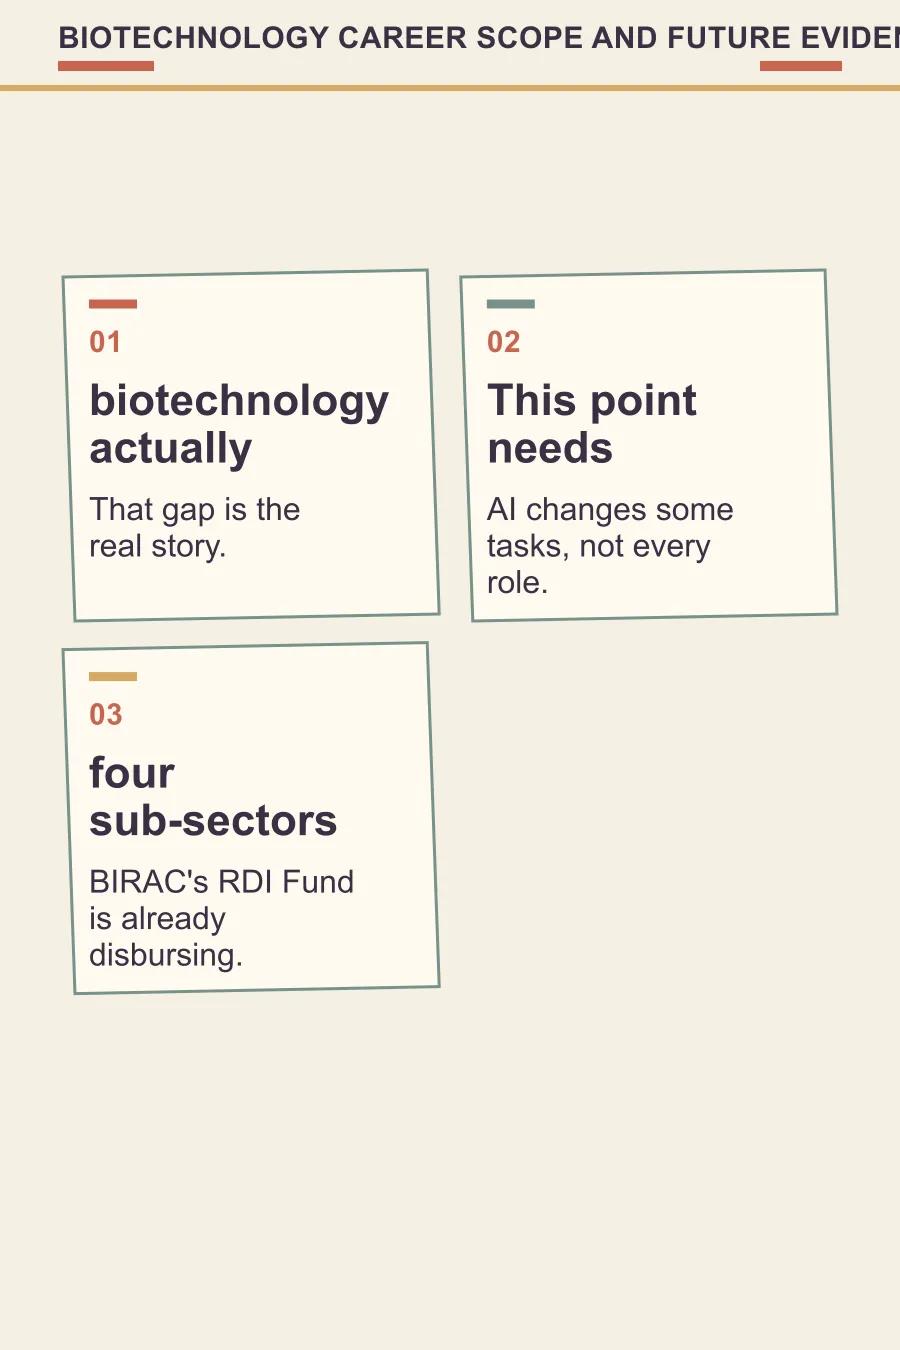 BIOTECHNOLOGY CAREER SCOPE AND FUTURE
01
biotechnology
actually
That gap is the
real story.
02
This point
needs
AI changes some
tasks, not every
role.
03
four
sub-sectors
BIRAC's RDI Fund
is already
disbursing.